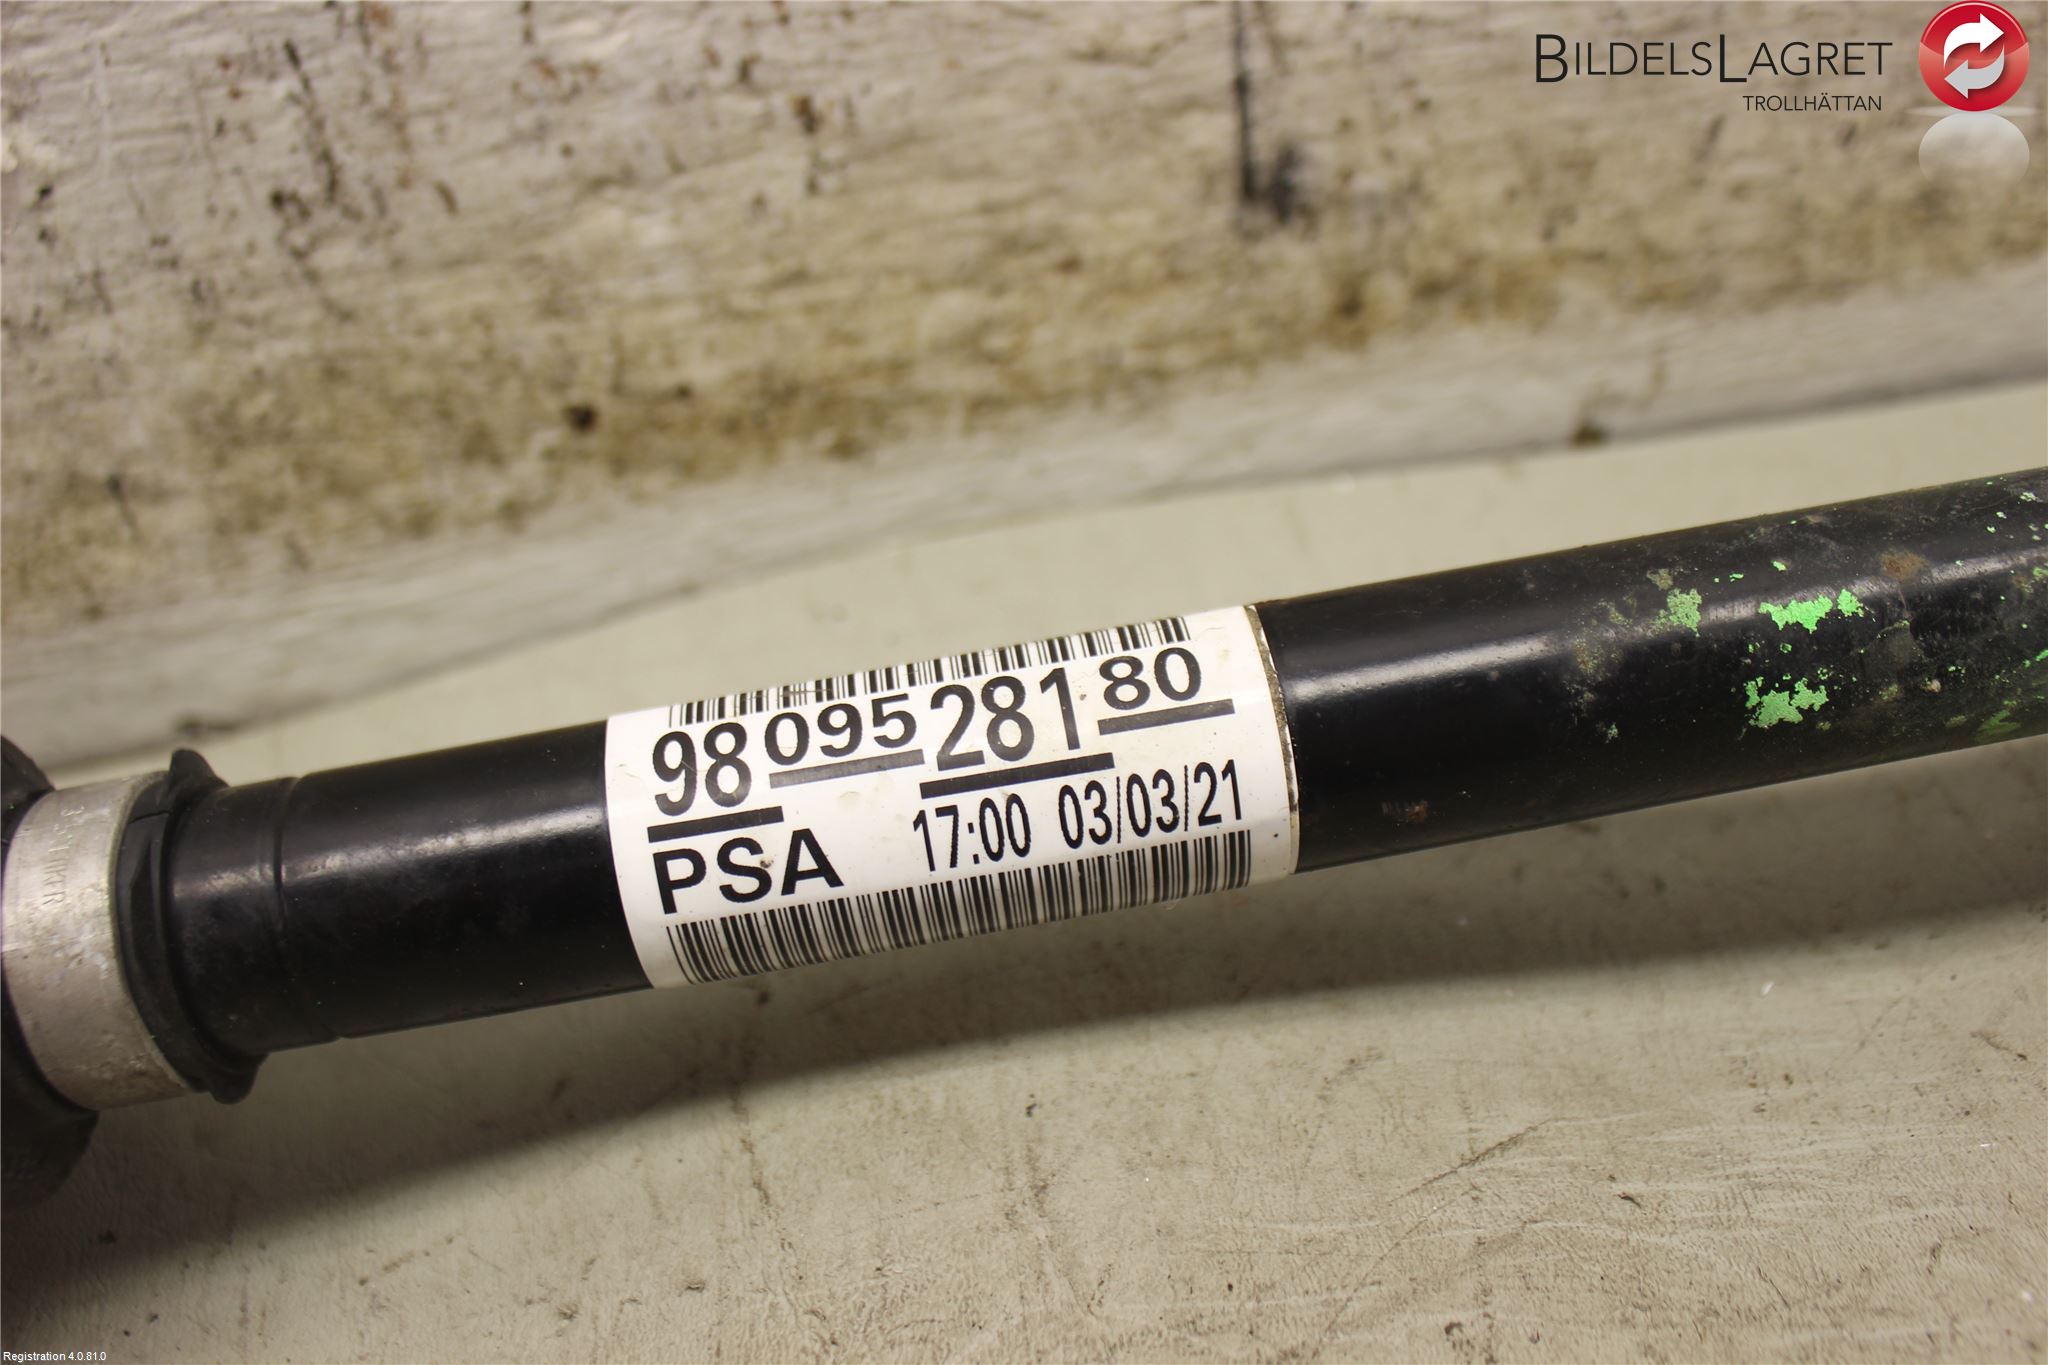 BILDELSLAGRET
TROLLHÄTTAN
98 095 281 80
PSA 17:00 03/03/21
Registration 4.0.81.0